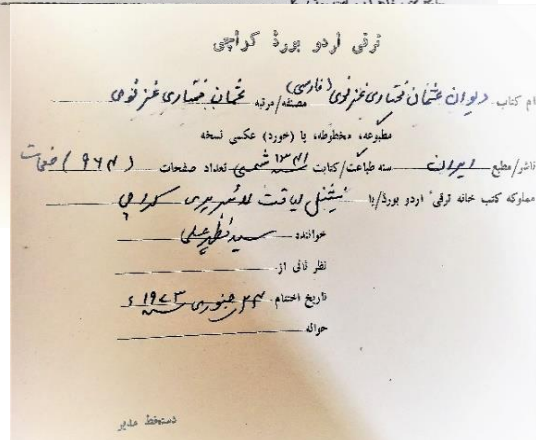 ترقی اردو بورڈ کراچی
نام کتاب دیوان عثمان مختاری غزنوی (فارسی) مصنفہ/مرتبہ عثمان مختاری غزنوی
مطبوعہ، مخطوطہ، یا (خورد) عکسی نسخہ
ناشر/مطبع ایران سنہ طباعت/کتابت ۱۳۴۱ شمسی تعداد صفحات (۹۶۴) صفحات
مملوکہ کتب خانہ ترقی اردو بورڈ/یا نیشنل لیاقت لائبریری کراچی
خوانندہ سید نظیر علی
نظر ثانی از
تاریخ اختتام ۲۴ جنوری سنہ ۱۹۷۳ء
حوالہ
دستخط مدیر